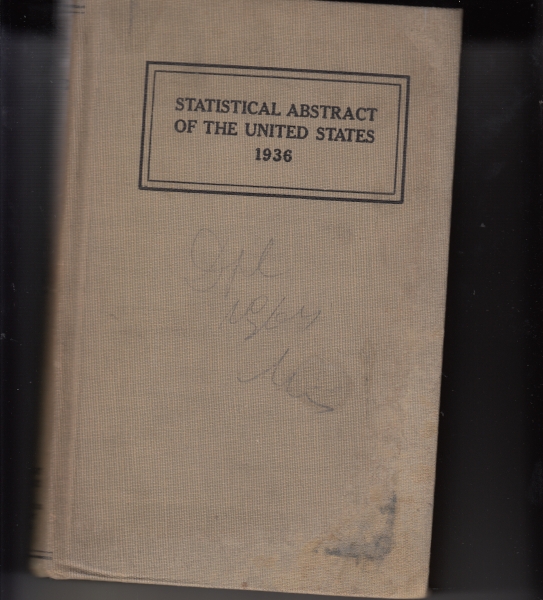 STATISTICAL ABSTRACT
OF THE UNITED STATES
1936